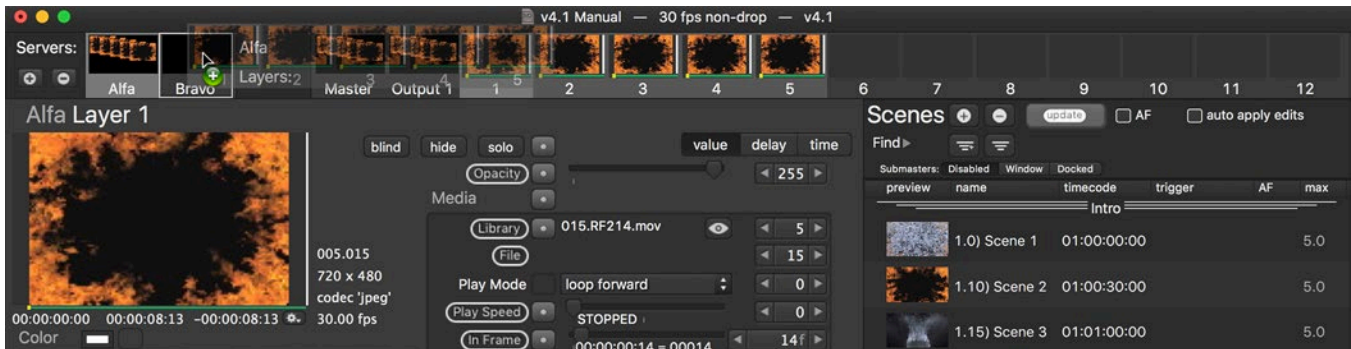 v4.1 Manual — 30 fps non-drop — v4.1
Servers:
Alfa
Layers:
2
3
4
5
Alfa
Bravo
Master
Output 1
1
2
3
4
5
6
7
8
9
10
11
12
Alfa Layer 1
blind
hide
solo
value
delay
time
Opacity
255
Media
Library
015.RF214.mov
5
File
15
Play Mode
loop forward
0
Play Speed
STOPPED
0
In Frame
00:00:00:14 = 00014
14f
005.015
720 x 480
codec 'jpeg'
30.00 fps
00:00:00:00 00:00:08:13 -00:00:08:13
Color
Scenes
update
AF
auto apply edits
Find
Submasters: Disabled Window Docked
preview name timecode trigger AF max
Intro
1.0) Scene 1 01:00:00:00 5.0
1.10) Scene 2 01:00:30:00 5.0
1.15) Scene 3 01:01:00:00 5.0